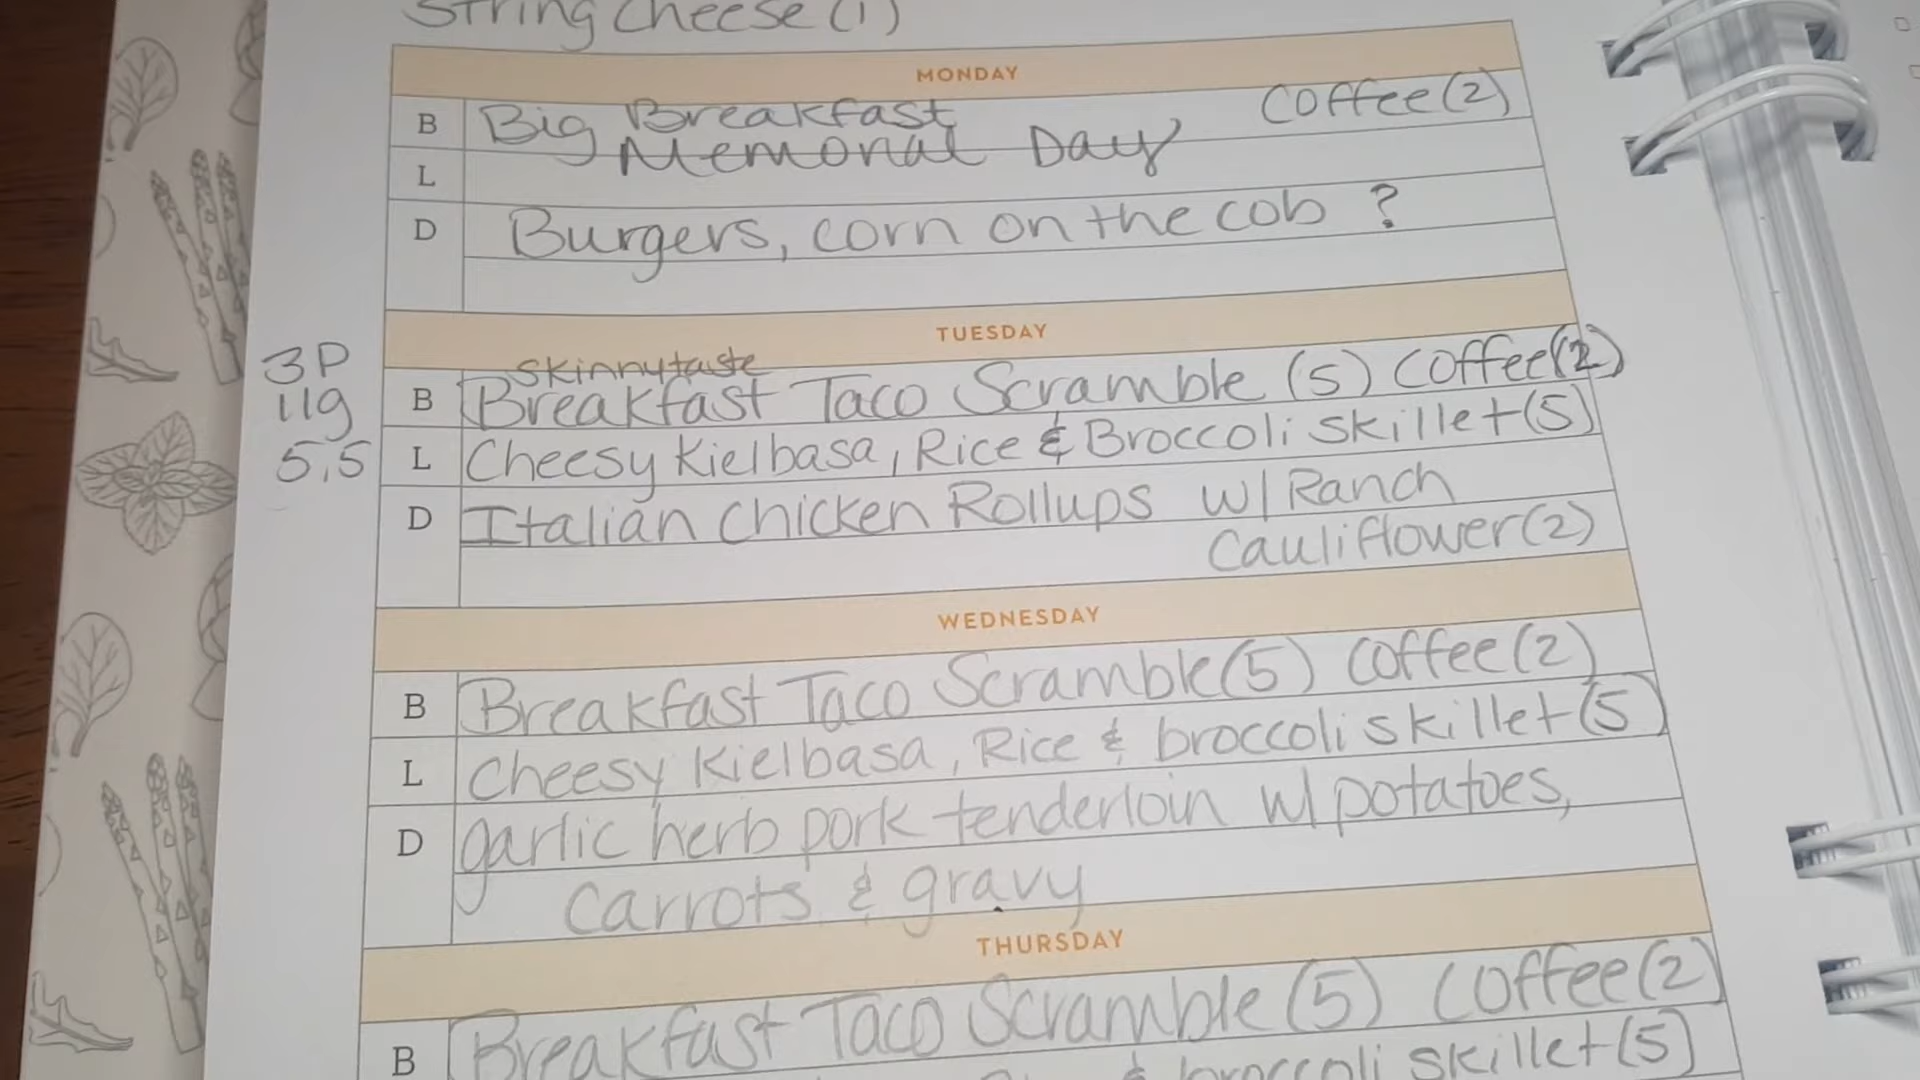 String Cheese (1)
MONDAY
B Big Breakfast Coffee (2)
Memorial Day
L
D Burgers, corn on the cob ?
TUESDAY
3P
skinnytaste
11g
B Breakfast Taco Scramble (5) Coffee (2)
5.5
L Cheesy Kielbasa, Rice & Broccoli skillet (5)
D Italian Chicken Rollups w/ Ranch
Cauliflower (2)
WEDNESDAY
B Breakfast Taco Scramble (5) Coffee (2)
L Cheesy Kielbasa, Rice & broccoli skillet (5)
D garlic herb pork tenderloin w/ potatoes,
Carrots & gravy
THURSDAY
B Breakfast Taco Scramble (5) Coffee (2)
& broccoli skillet (5)